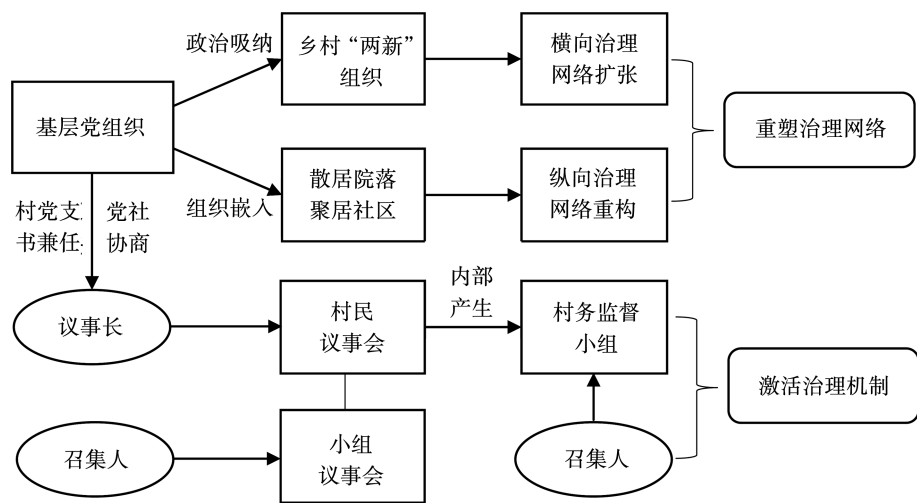 政治吸纳
乡村“两新”
组织
横向治理
网络扩张
基层党组织
重塑治理网络
散居院落
聚居社区
纵向治理
网络重构
组织嵌入
村党支
书兼任
党社
协商
内部
产生
议事长
村民
议事会
村务监督
小组
激活治理机制
召集人
小组
议事会
召集人